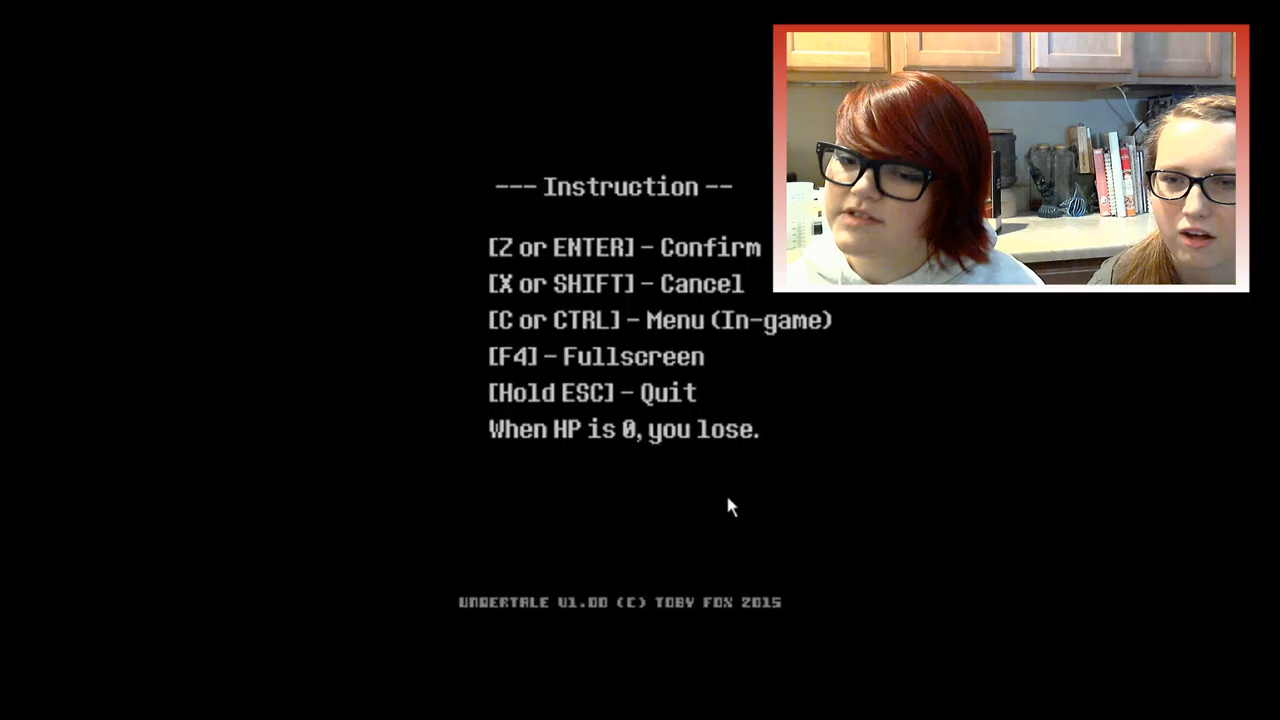 --- Instruction --
[Z or ENTER] - Confirm
[X or SHIFT] - Cancel
[C or CTRL] - Menu (In-game)
[F4] - Fullscreen
[Hold ESC] - Quit
When HP is 0, you lose.
UNDERTALE V1.00 (C) TOBY FOX 2015